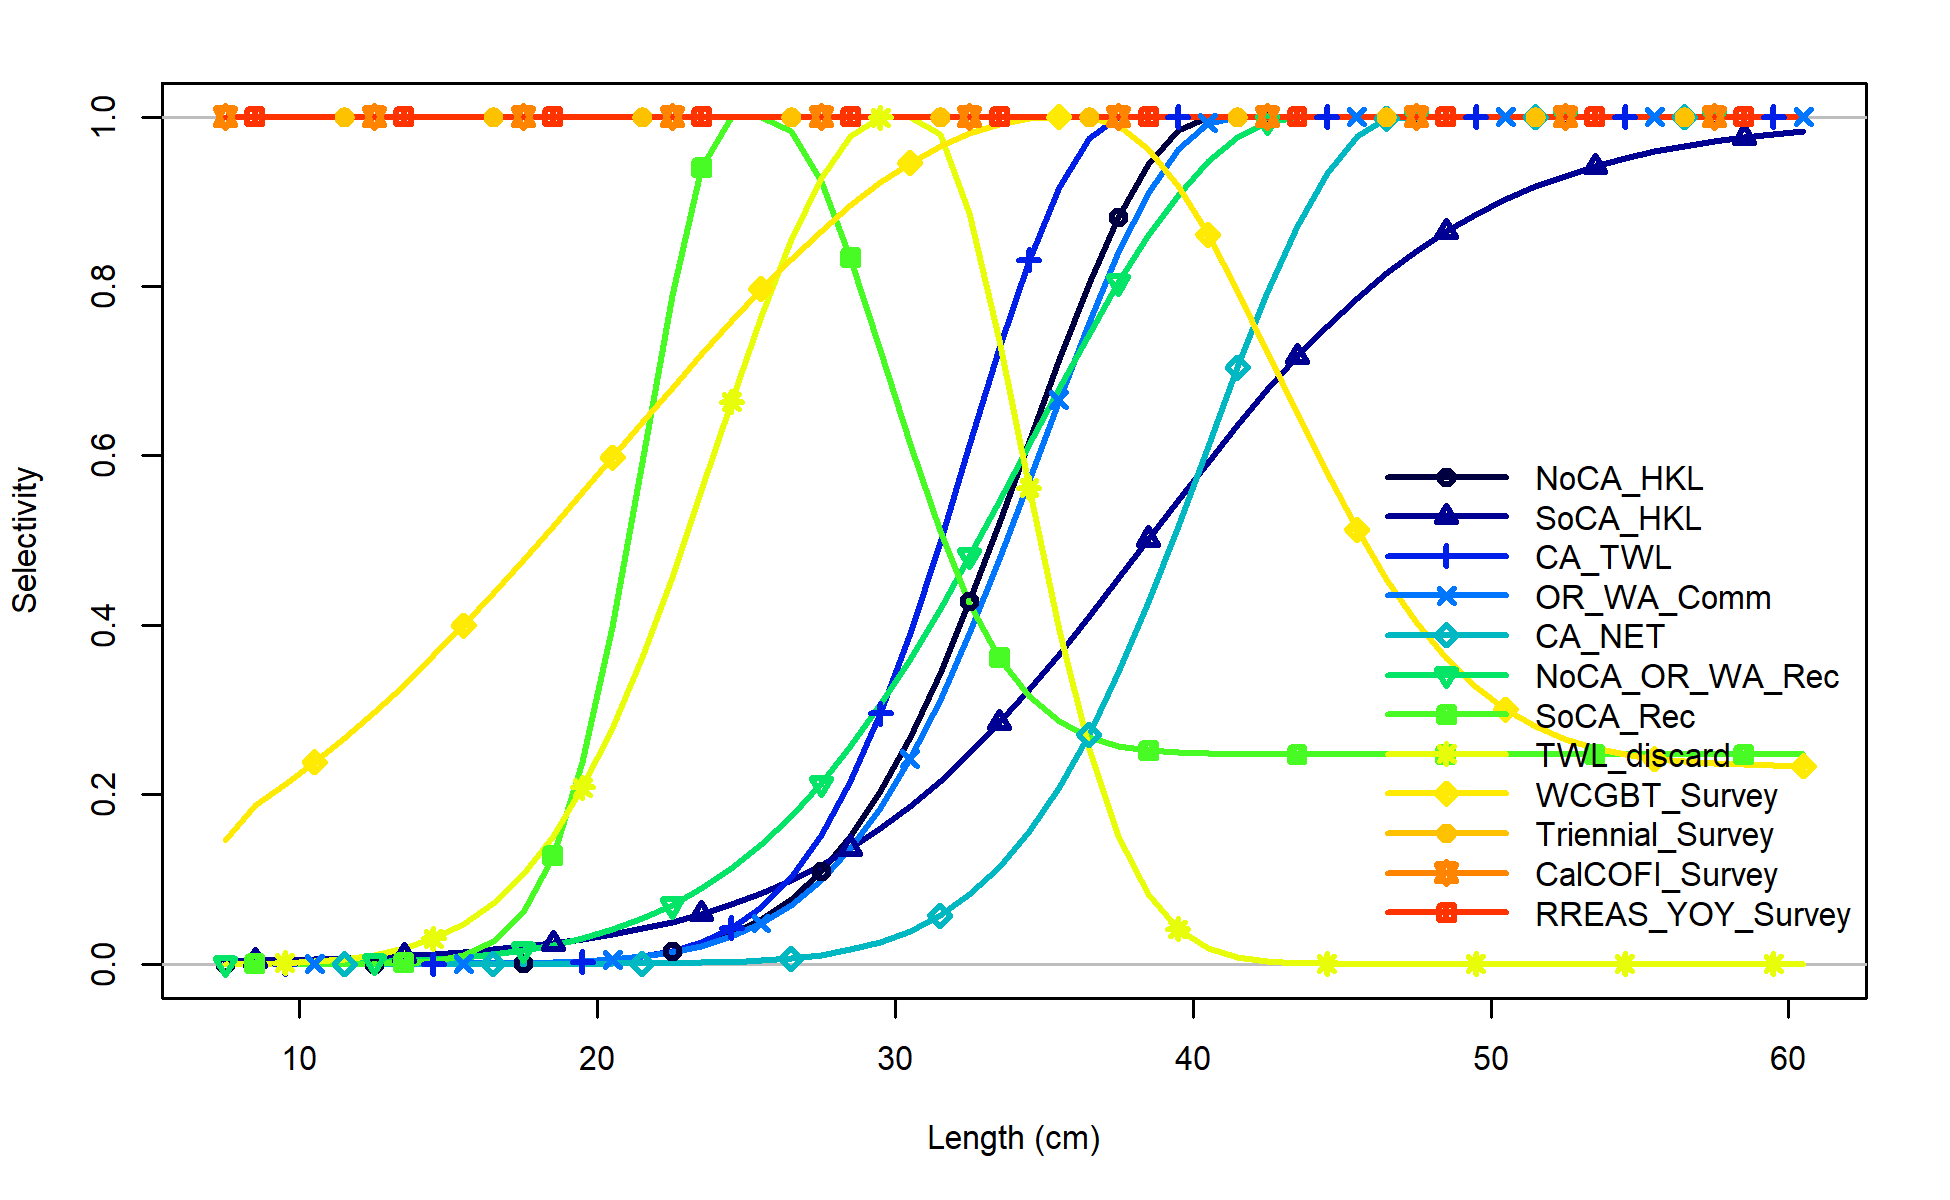 1.0
0.8
0.6
0.4
0.2
0.0
Selectivity
NoCA_HKL
SoCA_HKL
CA_TWL
OR_WA_Comm
CA_NET
NoCA_OR_WA_Rec
SoCA_Rec
TWL_discard
WCGBT_Survey
Triennial_Survey
CalCOFI_Survey
RREAS_YOY_Survey
10 20 30 40 50 60
Length (cm)